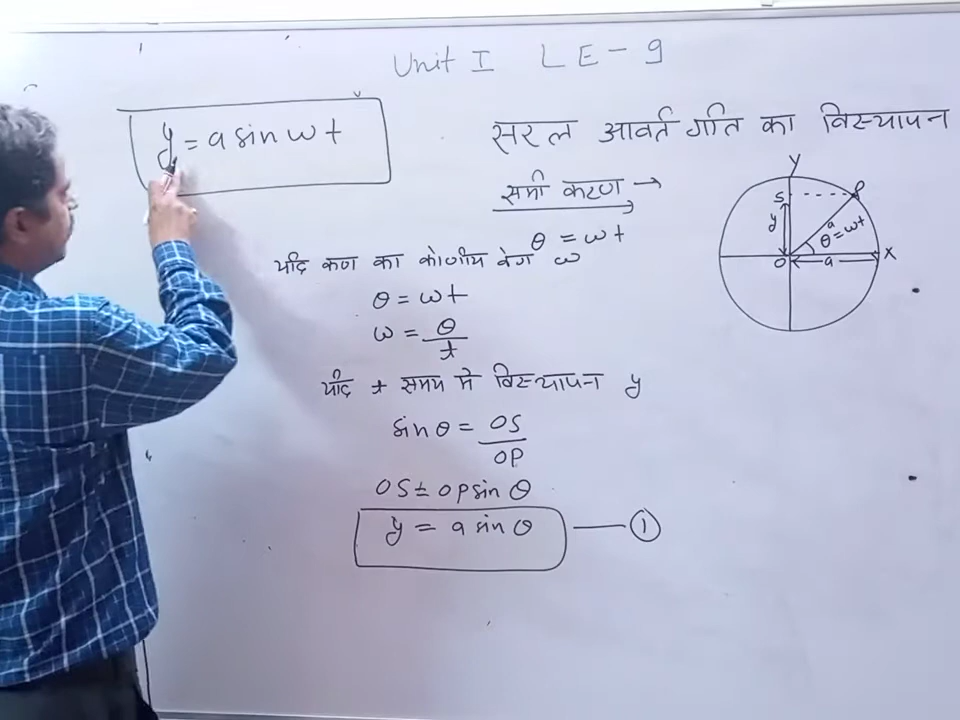 Unit I LE-9
y = a sin ωt
सरल आवर्त गति का विस्थापन
समी करण →
θ = ωt
यदि कण का कोणीय वेग ω
θ = ωt
ω = θ/t
यदि t समय मे विस्थापन y
sin θ = OS/OP
OS = OP sin θ
y = a sin θ — ①
Y
S
P
y
a
θ = ωt
O
a
X